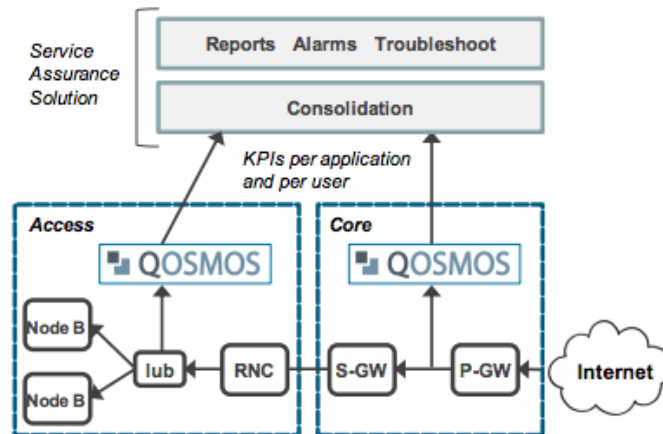 Service
Assurance
Solution
Reports Alarms Troubleshoot
Consolidation
KPIs per application
and per user
Access
QOSMOS
Core
QOSMOS
Node B
Node B
Iub
RNC
S-GW
P-GW
Internet